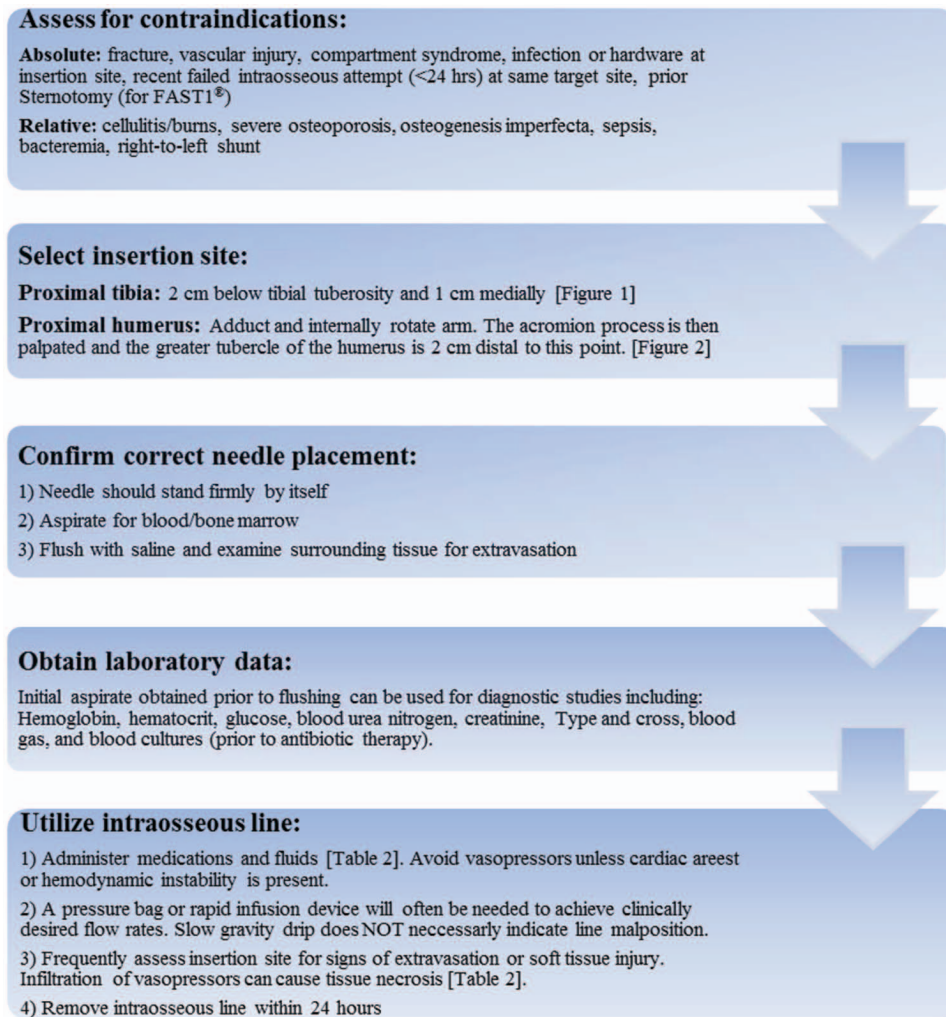 Assess for contraindications:
Absolute: fracture, vascular injury, compartment syndrome, infection or hardware at
insertion site, recent failed intraosseous attempt (<24 hrs) at same target site, prior
Sternotomy (for FAST1®)
Relative: cellulitis/burns, severe osteoporosis, osteogenesis imperfecta, sepsis,
bacteremia, right-to-left shunt
Select insertion site:
Proximal tibia: 2 cm below tibial tuberosity and 1 cm medially [Figure 1]
Proximal humerus: Adduct and internally rotate arm. The acromion process is then
palpated and the greater tubercle of the humerus is 2 cm distal to this point. [Figure 2]
Confirm correct needle placement:
1) Needle should stand firmly by itself
2) Aspirate for blood/bone marrow
3) Flush with saline and examine surrounding tissue for extravasation
Obtain laboratory data:
Initial aspirate obtained prior to flushing can be used for diagnostic studies including:
Hemoglobin, hematocrit, glucose, blood urea nitrogen, creatinine, Type and cross, blood
gas, and blood cultures (prior to antibiotic therapy).
Utilize intraosseous line:
1) Administer medications and fluids [Table 2]. Avoid vasopressors unless cardiac areest
or hemodynamic instability is present.
2) A pressure bag or rapid infusion device will often be needed to achieve clinically
desired flow rates. Slow gravity drip does NOT neccessarly indicate line malposition.
3) Frequently assess insertion site for signs of extravasation or soft tissue injury.
Infiltration of vasopressors can cause tissue necrosis [Table 2].
4) Remove intraosseous line within 24 hours